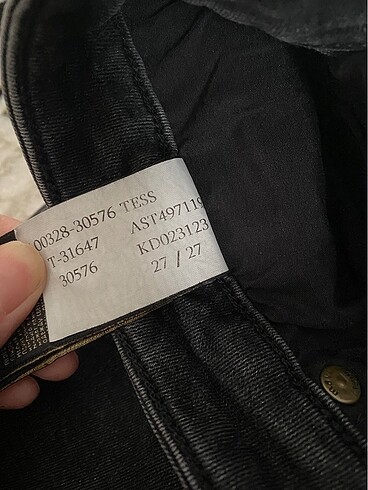 00328-30576 TESS
T-31647 AST497119
30576 KD023123
27 / 27